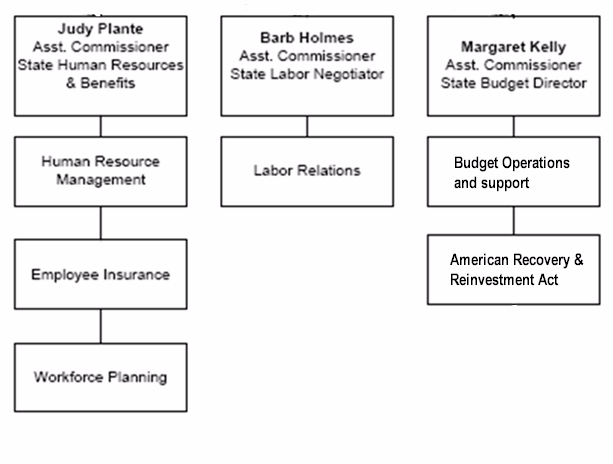 Judy Plante
Asst. Commissioner
State Human Resources
& Benefits
Human Resource
Management
Employee Insurance
Workforce Planning
Barb Holmes
Asst. Commissioner
State Labor Negotiator
Labor Relations
Margaret Kelly
Asst. Commissioner
State Budget Director
Budget Operations
and support
American Recovery &
Reinvestment Act